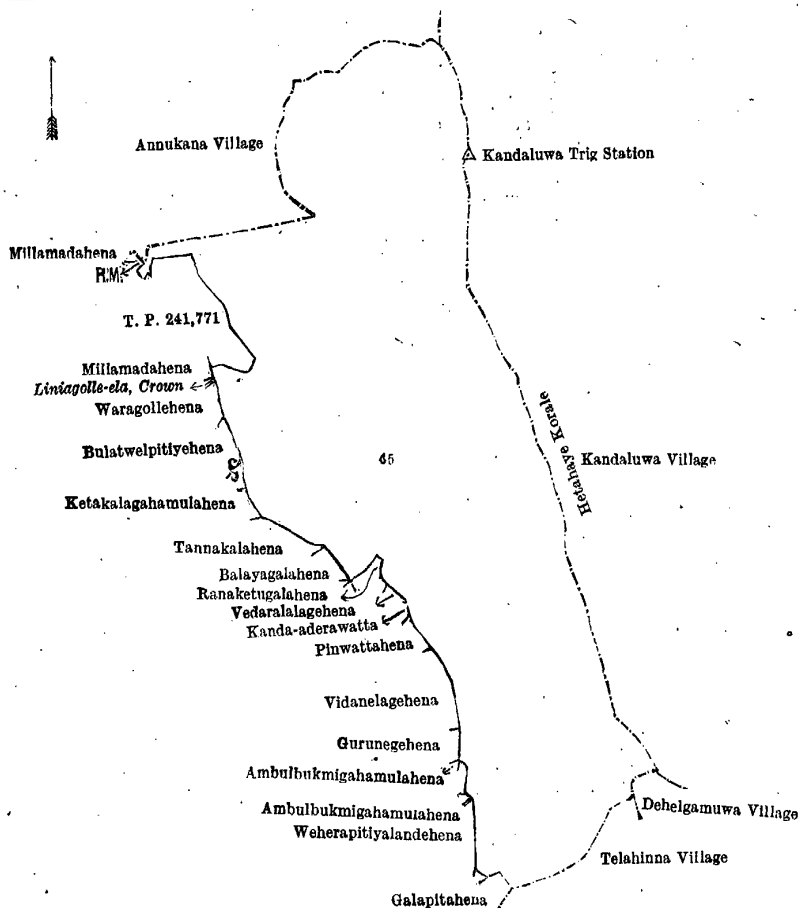 Annukana Village
Kandaluwa Trig Station
Millamadahena
R.M.
T. P. 241,771
Millamadahena
Liniagolle-ela, Crown
Waragollehena
Hetahaye Korale
Bulatwelpitiyehena
65
Kandaluwa Village
Ketakalagahamulahena
Tannakalahena
Balayagalahena
Ranaketugalahena
Vedaralalagehena
Kanda-aderawatta
Pinwattahena
Vidanelagehena
Gurunegehena
Ambulbukmigahamulahena
Ambulbukmigahamulahena
Weherapitiyalandehena
Dehelgamuwa Village
Telahinna Village
Galapitahena